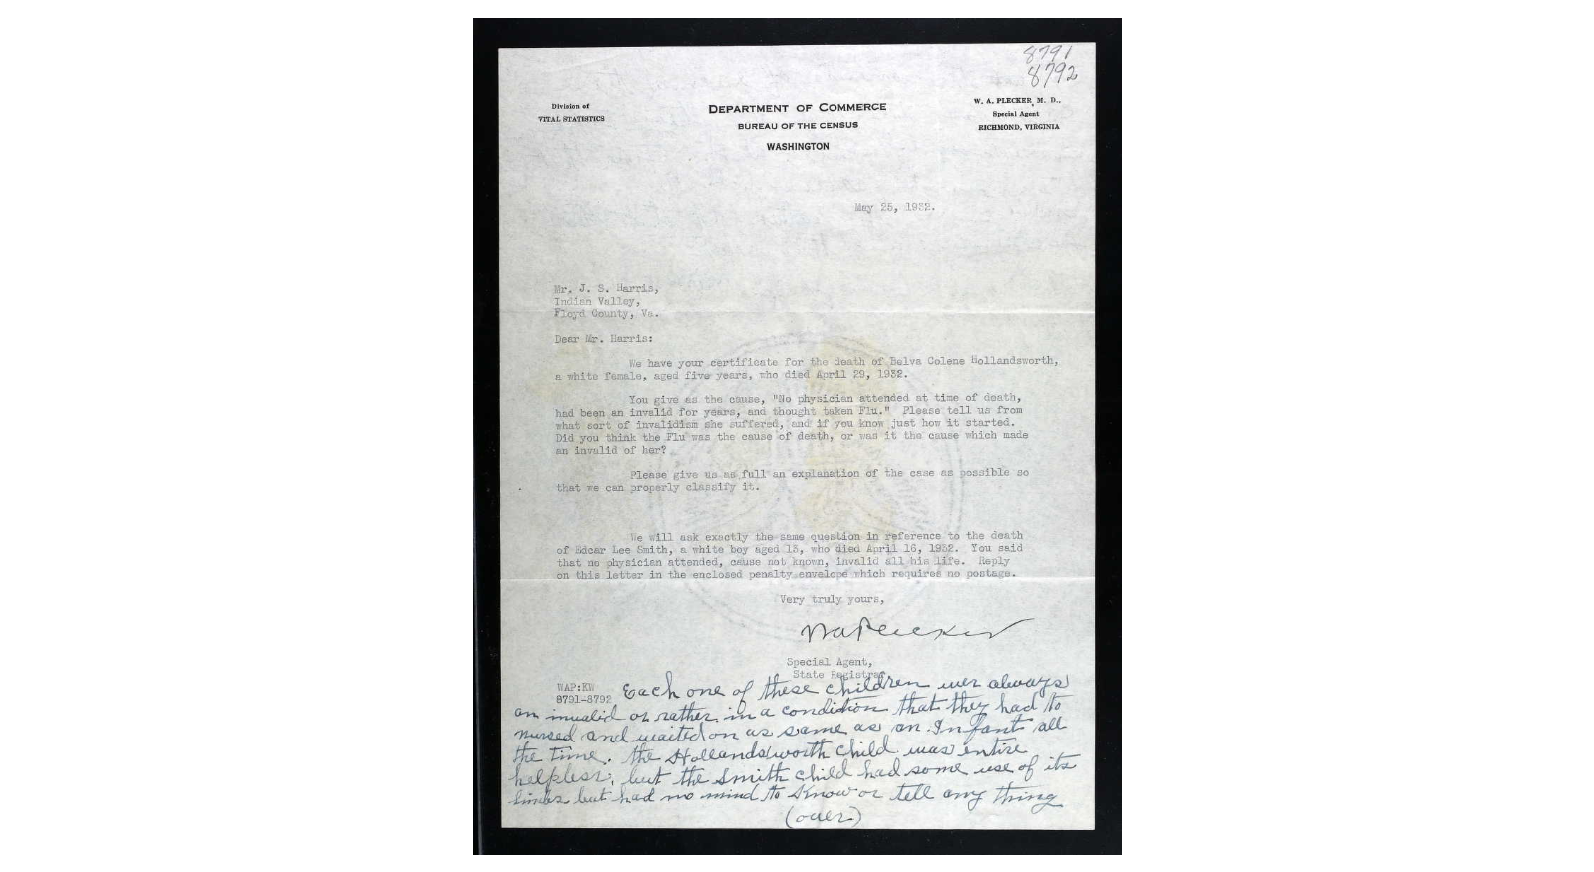 8791
8792
Division of
VITAL STATISTICS
DEPARTMENT OF COMMERCE
BUREAU OF THE CENSUS
WASHINGTON
W. A. PLECKER, M. D.,
Special Agent
RICHMOND, VIRGINIA
May 25, 1932.
Mr. J. S. Harris,
Indian Valley,
Floyd County, Va.
Dear Mr. Harris:
We have your certificate for the death of Belva Colene Hollandsworth,
a white female, aged five years, who died April 29, 1932.
You give as the cause, "No physician attended at time of death,
had been an invalid for years, and thought taken Flu." Please tell us from
what sort of invalidism she suffered, and if you know just how it started.
Did you think the Flu was the cause of death, or was it the cause which made
an invalid of her?
Please give us as full an explanation of the case as possible so
that we can properly classify it.
We will ask exactly the same question in reference to the death
of Edgar Lee Smith, a white boy aged 15, who died April 16, 1932. You said
that no physician attended, cause not known, invalid all his life. Reply
on this letter in the enclosed penalty envelope which requires no postage.
Very truly yours,
W A Plecker
Special Agent,
State Registrar
WAP:KW
8791-8792
Each one of these children wer always
an invalid or rather in a condition that they had to
nursed and waited on as same as an Infant all
the time. the Hollandsworth child was entire
helpless, but the Smith child had some use of its
limbs but had no mind to Know or tell any thing
(over)